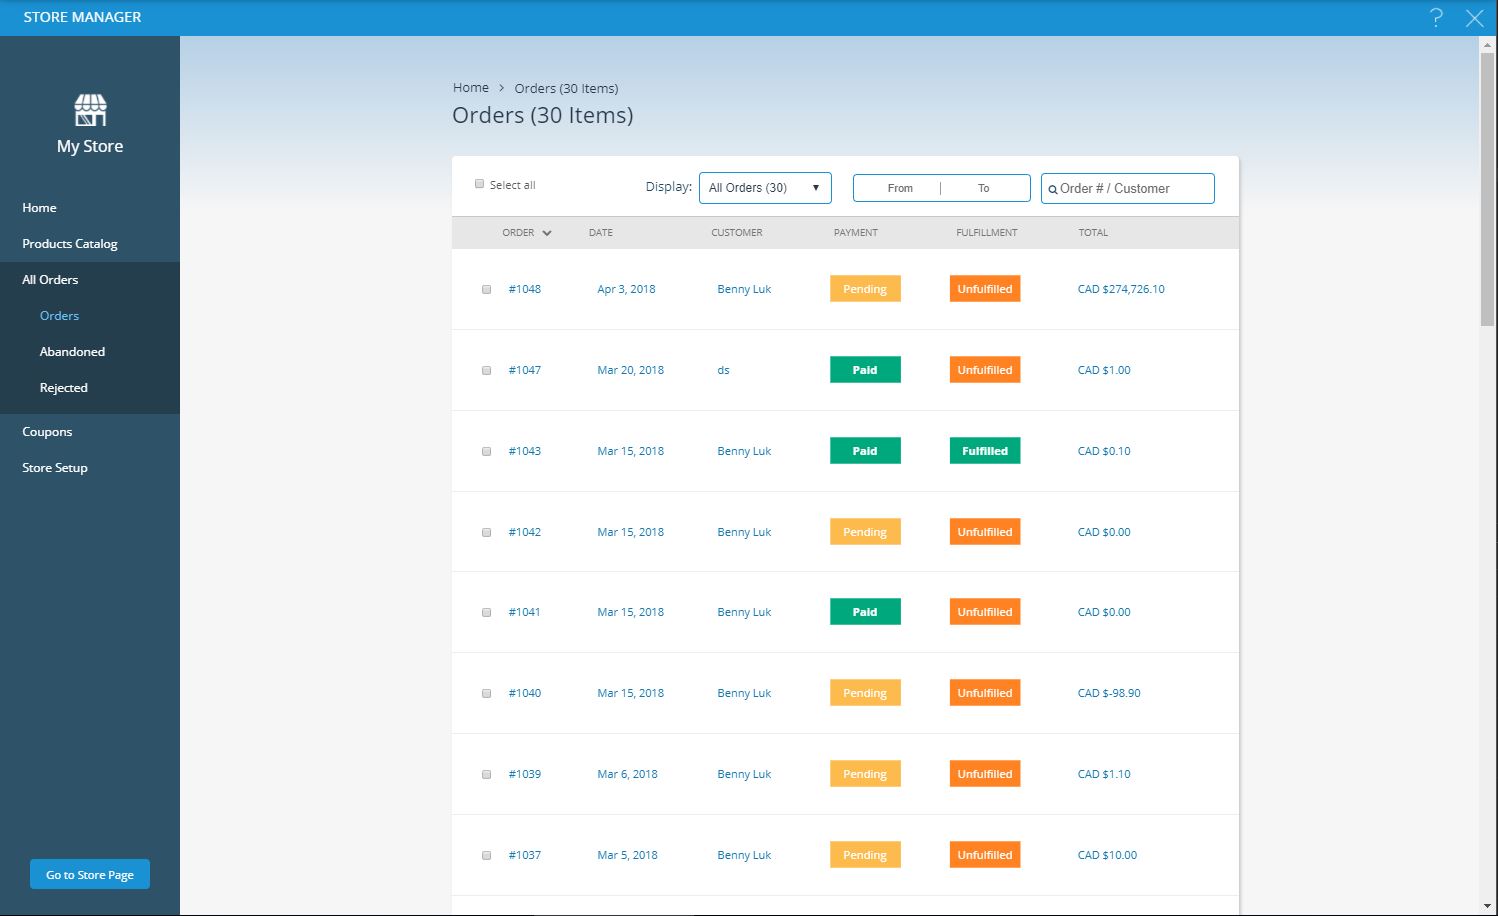 STORE MANAGER
?
My Store
Home
Products Catalog
All Orders
Orders
Abandoned
Rejected
Coupons
Store Setup
Go to Store Page
Home > Orders (30 Items)
Orders (30 Items)
Select all Display: All Orders (30) From To Order # / Customer
ORDER DATE CUSTOMER PAYMENT FULFILLMENT TOTAL
#1048 Apr 3, 2018 Benny Luk Pending Unfulfilled CAD $274,726.10
#1047 Mar 20, 2018 ds Paid Unfulfilled CAD $1.00
#1043 Mar 15, 2018 Benny Luk Paid Fulfilled CAD $0.10
#1042 Mar 15, 2018 Benny Luk Pending Unfulfilled CAD $0.00
#1041 Mar 15, 2018 Benny Luk Paid Unfulfilled CAD $0.00
#1040 Mar 15, 2018 Benny Luk Pending Unfulfilled CAD $-98.90
#1039 Mar 6, 2018 Benny Luk Pending Unfulfilled CAD $1.10
#1037 Mar 5, 2018 Benny Luk Pending Unfulfilled CAD $10.00